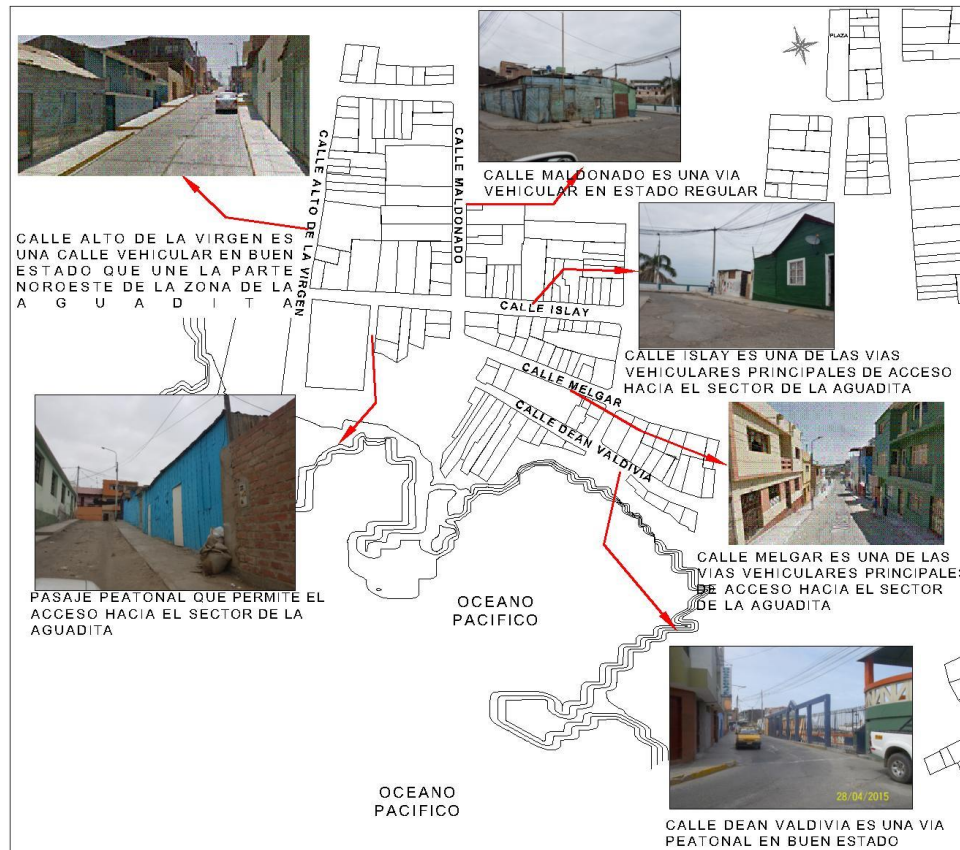 PLAZA
CALLE MALDONADO ES UNA VIA
VEHICULAR EN ESTADO REGULAR
CALLE ALTO DE LA VIRGEN
CALLE MALDONADO
CALLE ALTO DE LA VIRGEN ES
UNA CALLE VEHICULAR EN BUEN
ESTADO QUE UNE LA PARTE
NOROESTE DE LA ZONA DE LA
AGUADITA
CALLE ISLAY
CALLE ISLAY ES UNA DE LAS VIAS
VEHICULARES PRINCIPALES DE ACCESO
HACIA EL SECTOR DE LA AGUADITA
CALLE MELGAR
CALLE DEAN VALDIVIA
CALLE MELGAR ES UNA DE LAS
VIAS VEHICULARES PRINCIPALES
DE ACCESO HACIA EL SECTOR
DE LA AGUADITA
PASAJE PEATONAL QUE PERMITE EL
ACCESO HACIA EL SECTOR DE LA
AGUADITA
OCEANO
PACIFICO
28/04/2015
OCEANO
PACIFICO
CALLE DEAN VALDIVIA ES UNA VIA
PEATONAL EN BUEN ESTADO